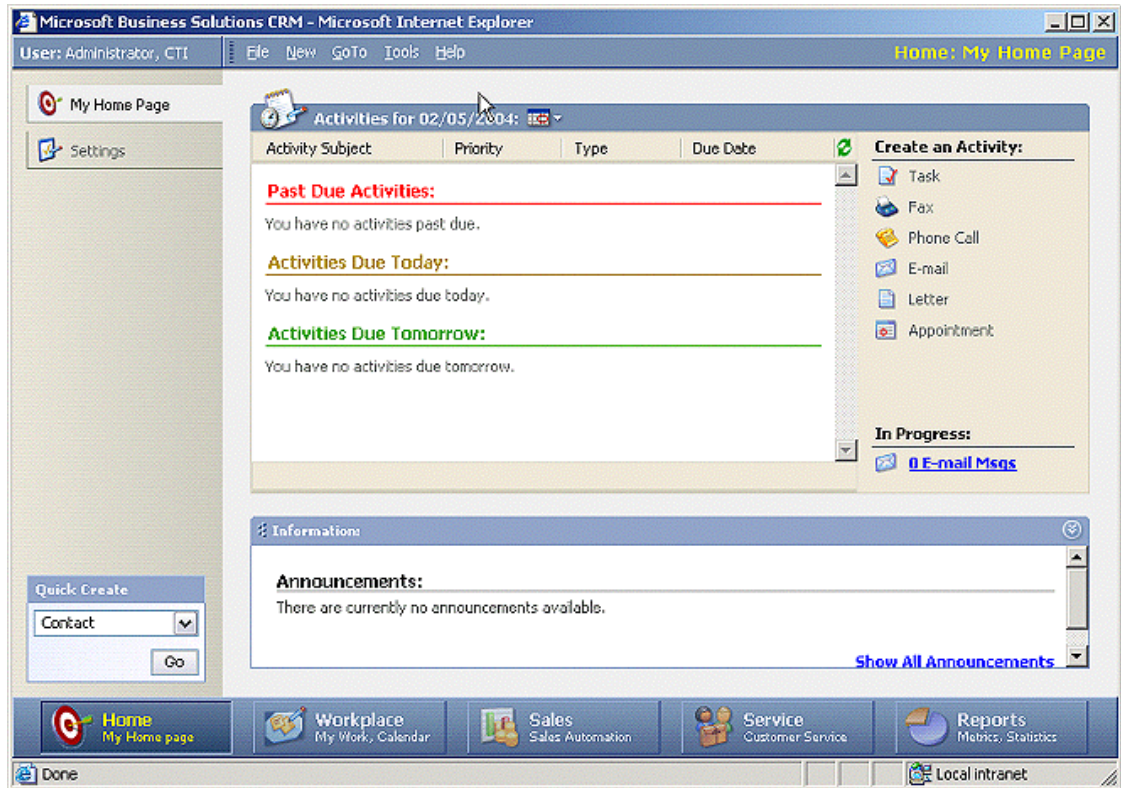 Microsoft Business Solutions CRM - Microsoft Internet Explorer
User: Administrator, CTI File New GoTo Tools Help Home: My Home Page
My Home Page
Settings
Activities for 02/05/2004:
Activity Subject Priority Type Due Date
Past Due Activities:
You have no activities past due.
Activities Due Today:
You have no activities due today.
Activities Due Tomorrow:
You have no activities due tomorrow.
Create an Activity:
Task
Fax
Phone Call
E-mail
Letter
Appointment
In Progress:
0 E-mail Msgs
Information:
Announcements:
There are currently no announcements available.
Show All Announcements
Quick Create
Contact
Go
Home
My Home page
Workplace
My Work, Calendar
Sales
Sales Automation
Service
Customer Service
Reports
Metrics, Statistics
Done Local intranet